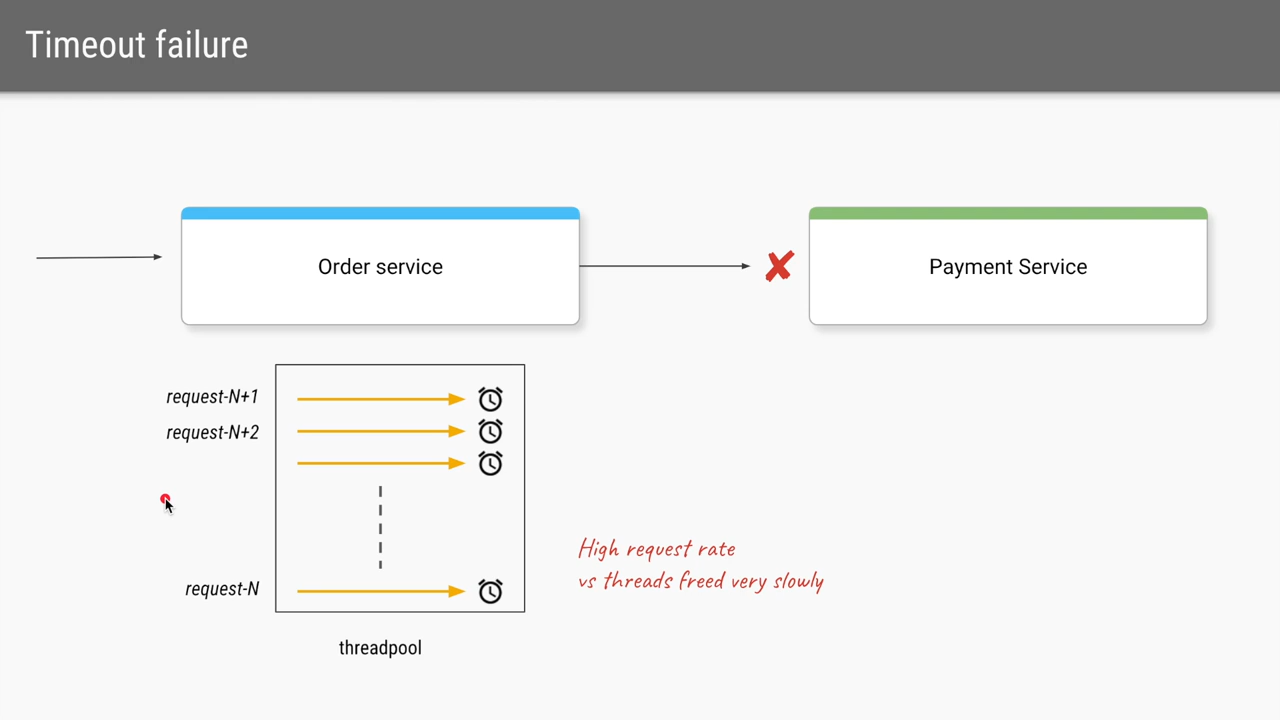 Timeout failure
Order service
Payment Service
request-N+1
request-N+2
request-N
High request rate
vs threads freed very slowly
threadpool